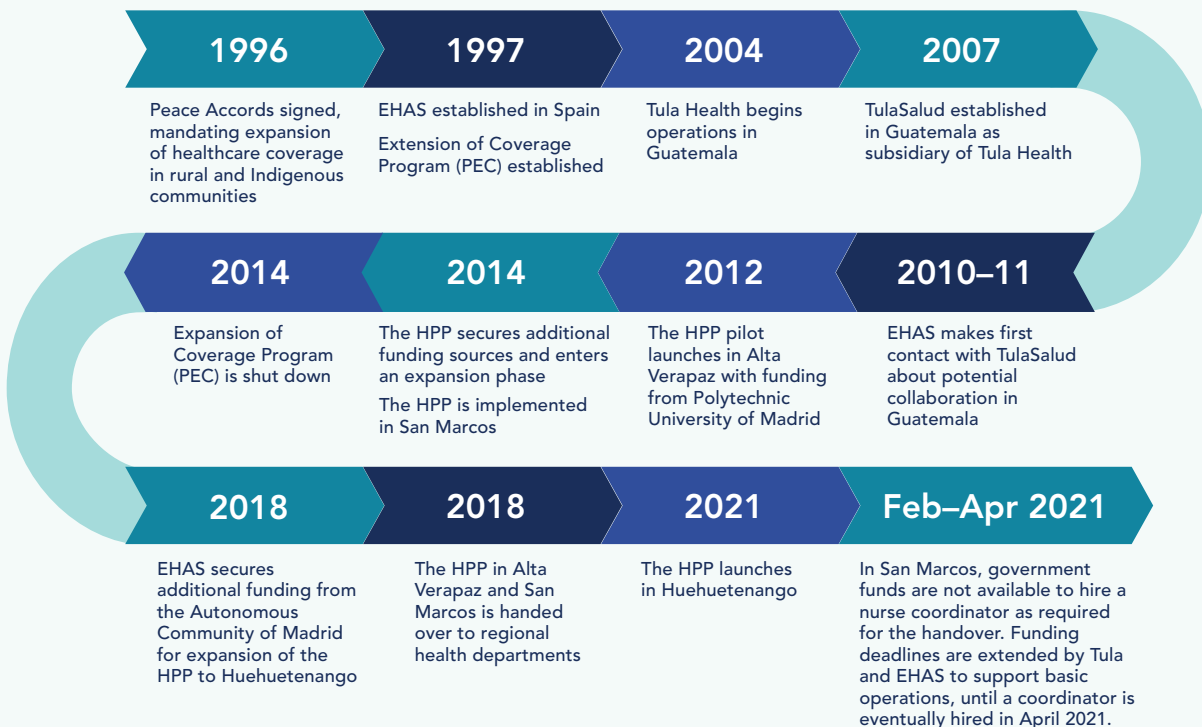 1996
Peace Accords signed,
mandating expansion
of healthcare coverage
in rural and Indigenous
communities
1997
EHAS established in Spain
Extension of Coverage
Program (PEC) established
2004
Tula Health begins
operations in
Guatemala
2007
TulaSalud established
in Guatemala as
subsidiary of Tula Health
2010–11
EHAS makes first
contact with TulaSalud
about potential
collaboration in
Guatemala
2012
The HPP pilot
launches in Alta
Verapaz with funding
from Polytechnic
University of Madrid
2014
The HPP secures additional
funding sources and enters
an expansion phase
The HPP is implemented
in San Marcos
2014
Expansion of
Coverage Program
(PEC) is shut down
2018
EHAS secures
additional funding from
the Autonomous
Community of Madrid
for expansion of the
HPP to Huehuetenango
2018
The HPP in Alta
Verapaz and San
Marcos is handed
over to regional
health departments
2021
The HPP launches
in Huehuetenango
Feb–Apr 2021
In San Marcos, government
funds are not available to hire a
nurse coordinator as required
for the handover. Funding
deadlines are extended by Tula
and EHAS to support basic
operations, until a coordinator is
eventually hired in April 2021.